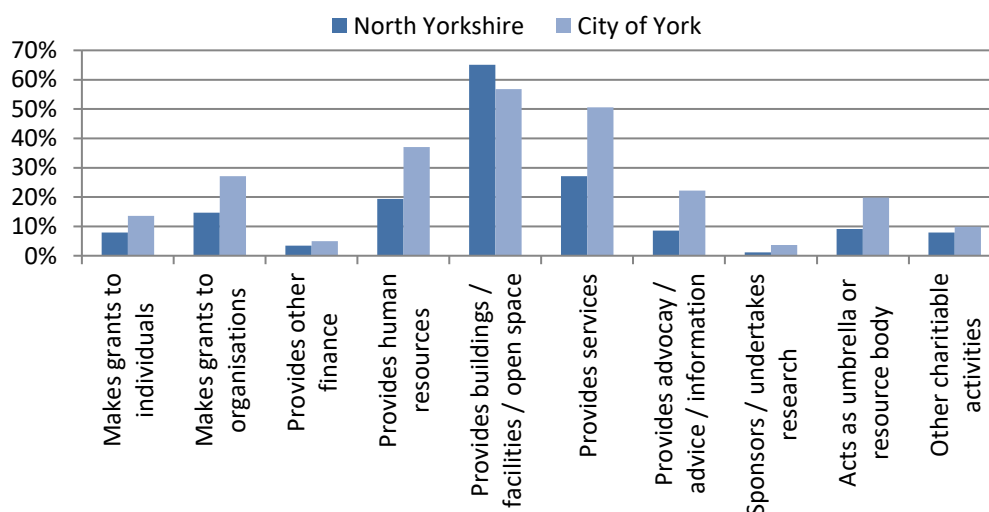 North Yorkshire City of York
70%
60%
50%
40%
30%
20%
10%
0%
Makes grants to
individuals
Makes grants to
organisations
Provides other
finance
Provides human
resources
Provides buildings /
facilities / open space
Provides services
Provides advocay /
advice / information
Sponsors / undertakes
research
Acts as umbrella or
resource body
Other charitiable
activities